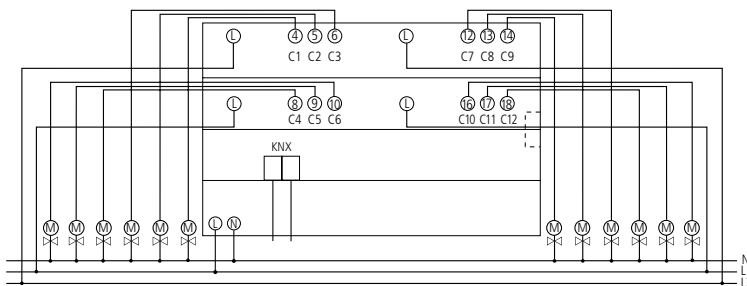 L 4 5 6 L 12 13 14
C1 C2 C3 C7 C8 C9
L 8 9 10 L 16 17 18
C4 C5 C6 C10 C11 C12
KNX
M M M M M M L N M M M M M M
N
L
L